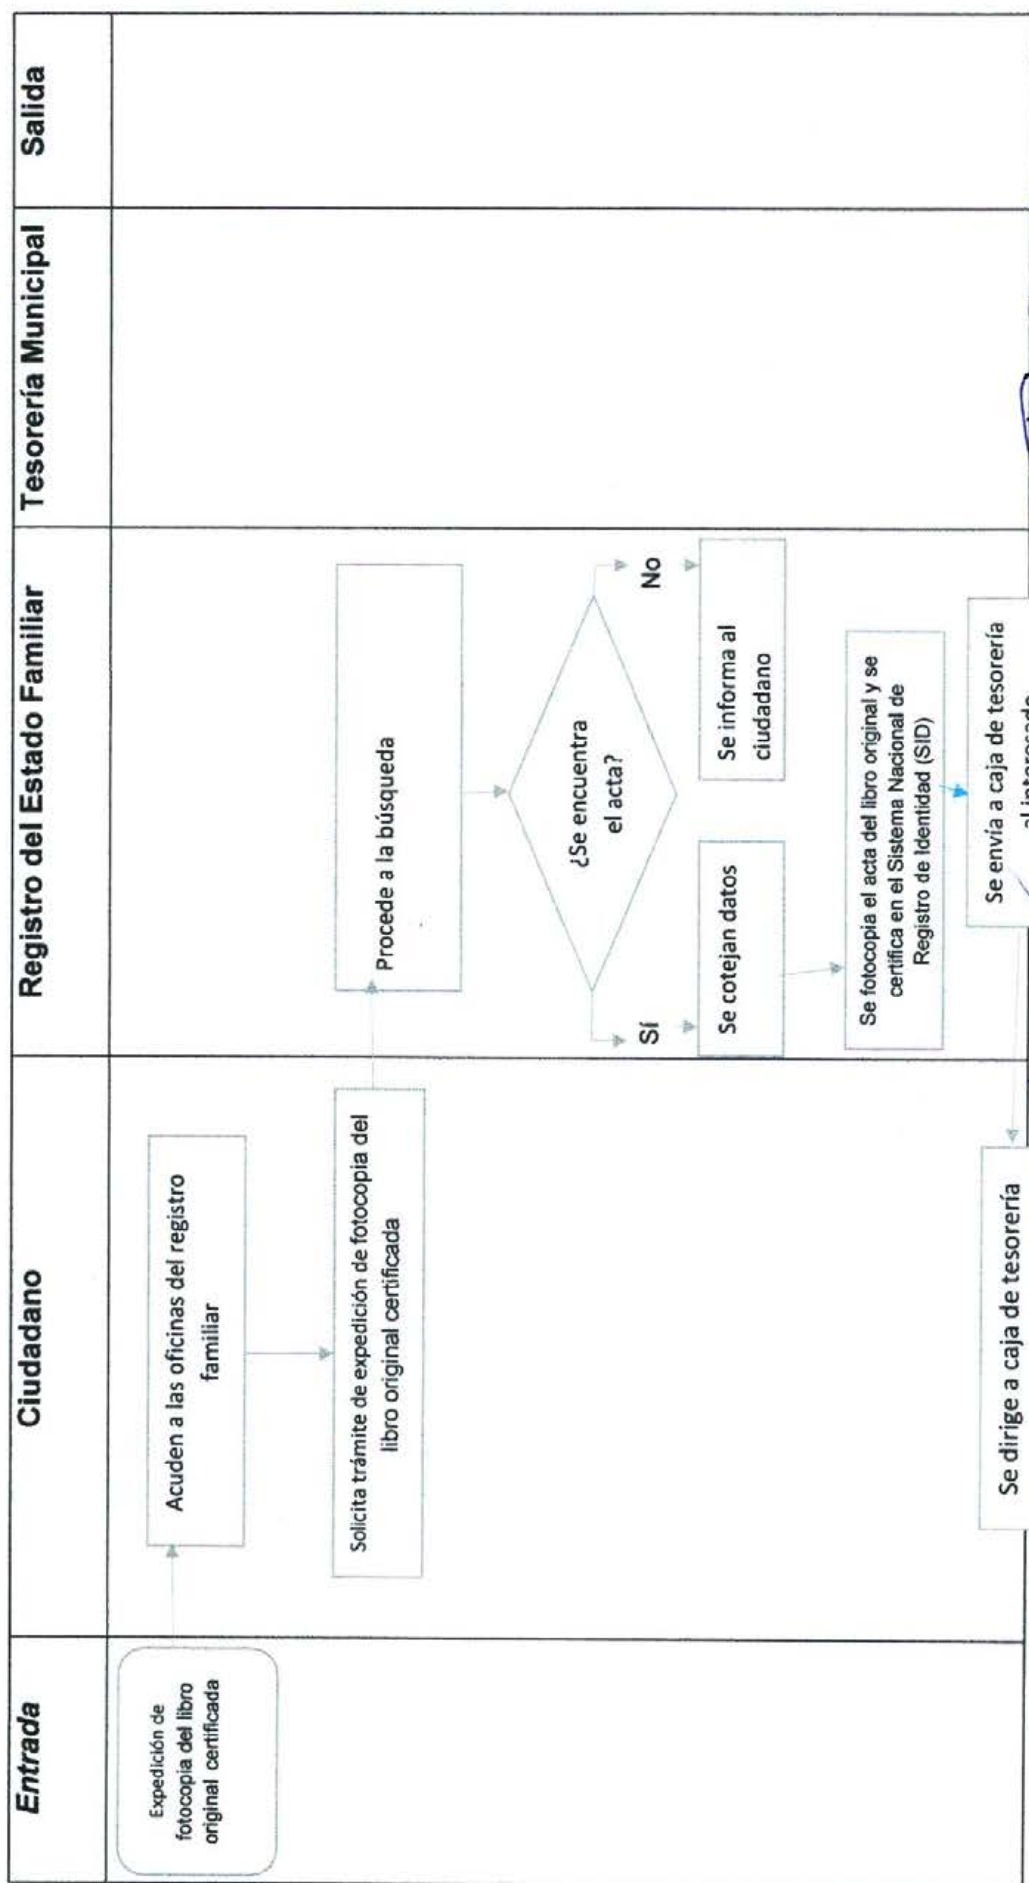 Entrada
Ciudadano
Registro del Estado Familiar
Tesorería Municipal
Salida
Expedición de
fotocopia del libro
original certificada
Acuden a las oficinas del registro
familiar
Solicita trámite de expedición de fotocopia del
libro original certificada
Procede a la búsqueda
¿Se encuentra
el acta?
Sí
No
Se cotejan datos
Se informa al
ciudadano
Se fotocopia el acta del libro original y se
certifica en el Sistema Nacional de
Registro de Identidad (SID)
Se envía a caja de tesorería
al interesado
Se dirige a caja de tesorería